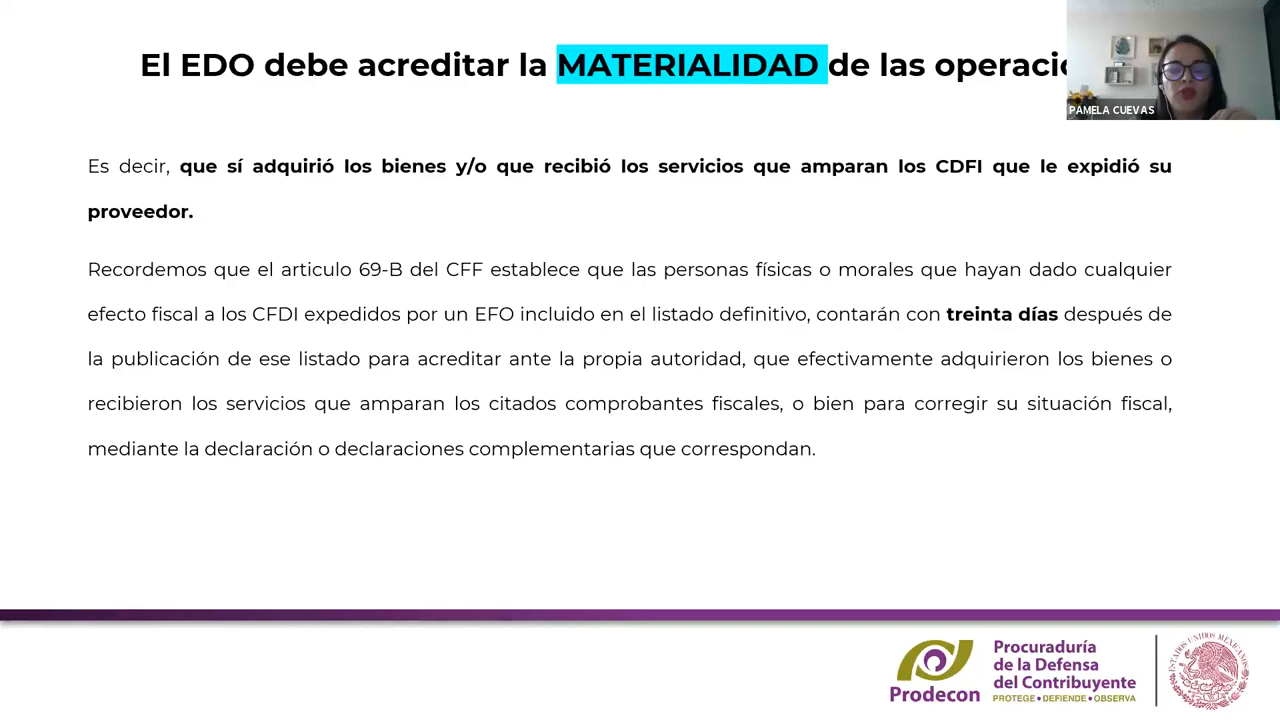 El EDO debe acreditar la MATERIALIDAD de las
PAMELA CUEVAS
Es decir, que sí adquirió los bienes y/o que recibió los servicios que amparan los CDFI que le expidió su
proveedor.
Recordemos que el articulo 69-B del CFF establece que las personas físicas o morales que hayan dado cualquier
efecto fiscal a los CFDI expedidos por un EFO incluido en el listado definitivo, contarán con treinta días después de
la publicación de ese listado para acreditar ante la propia autoridad, que efectivamente adquirieron los bienes o
recibieron los servicios que amparan los citados comprobantes fiscales, o bien para corregir su situación fiscal,
mediante la declaración o declaraciones complementarias que correspondan.
Prodecon
Procuraduría
de la Defensa
del Contribuyente
PROTEGE • DEFIENDE • OBSERVA
ESTADOS UNIDOS MEXICANOS